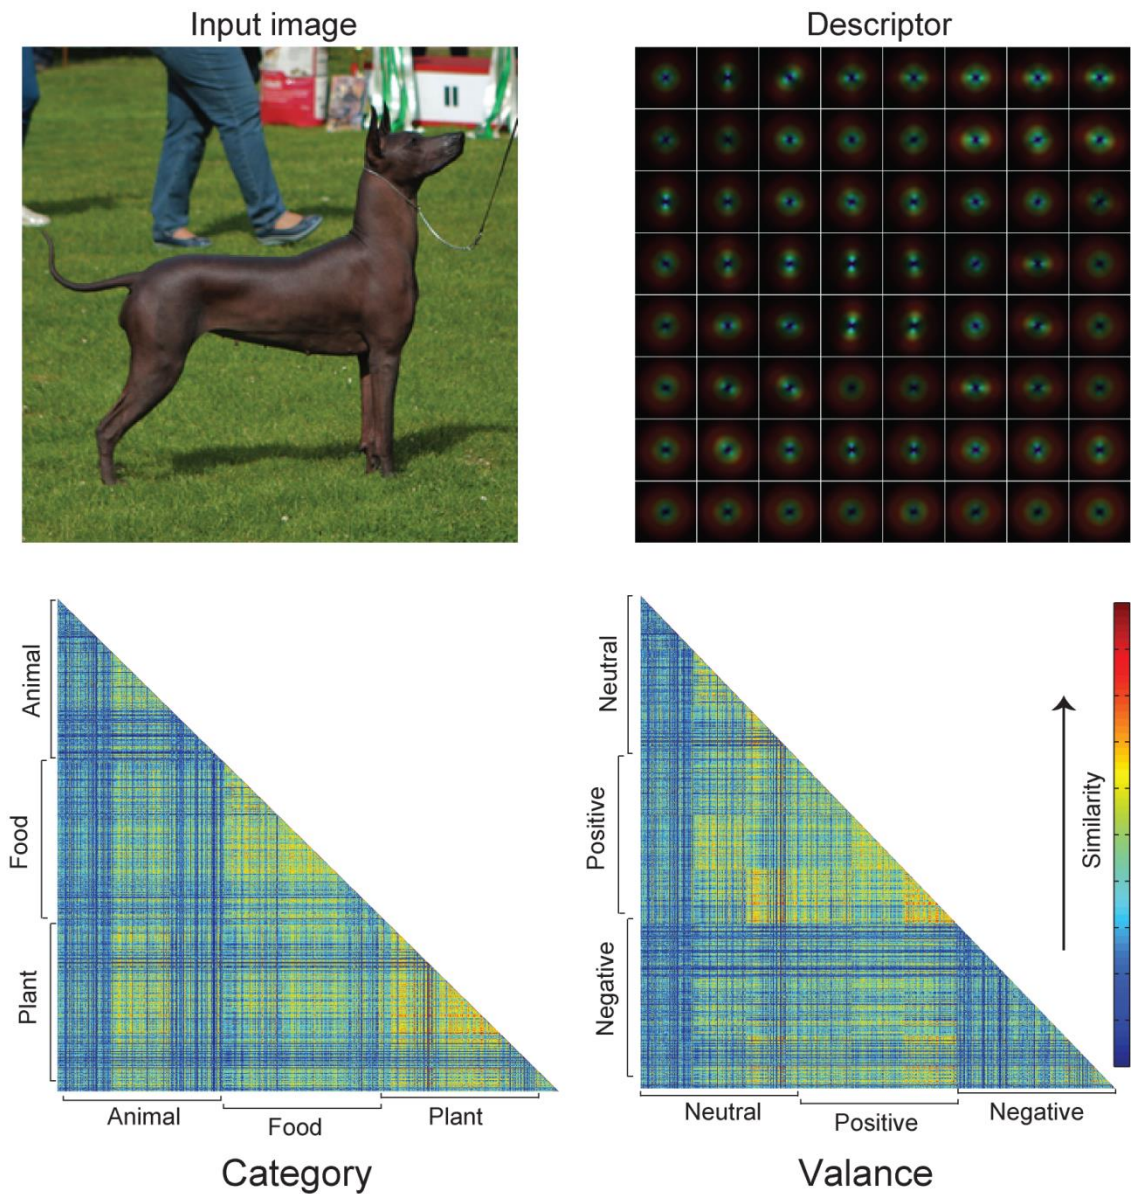 Input image
Descriptor
Animal
Food
Plant
Animal
Food
Plant
Category
Neutral
Positive
Negative
Neutral
Positive
Negative
Valance
Similarity